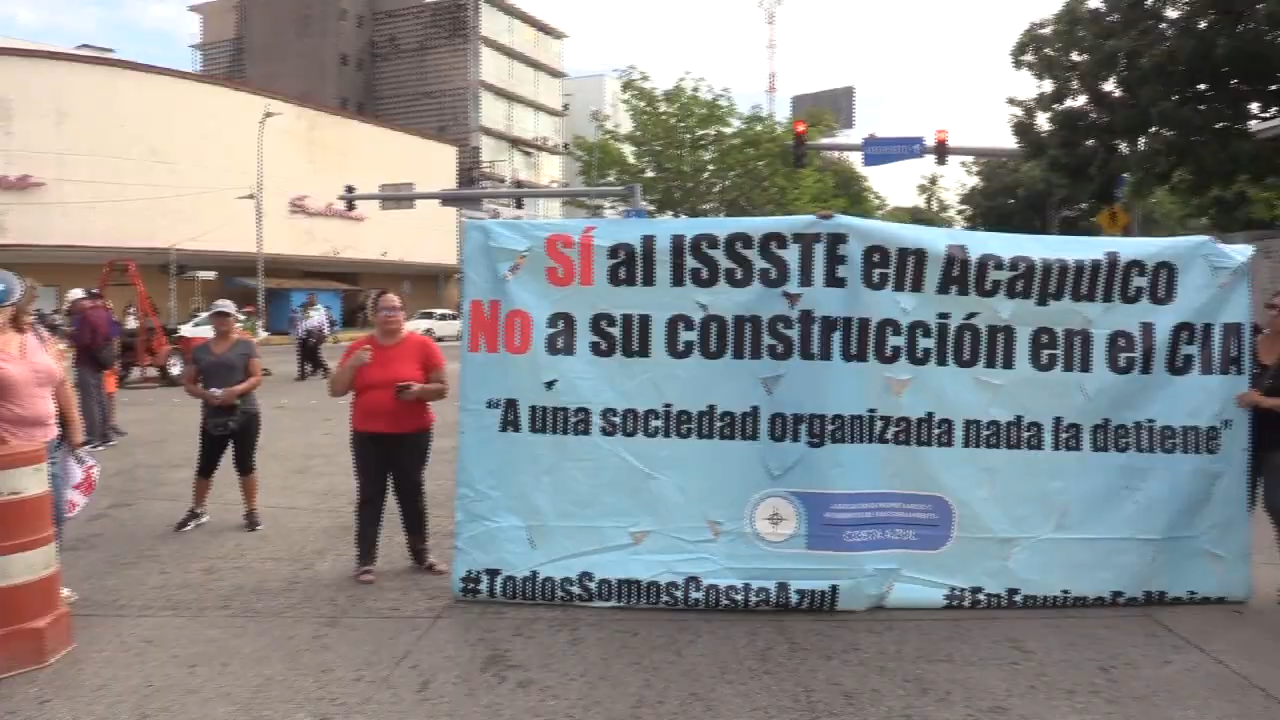 SÍ al ISSSTE en Acapulco
No a su construcción en el CIA
"A una sociedad organizada nada la detiene"
#TodosSomosCostaAzul